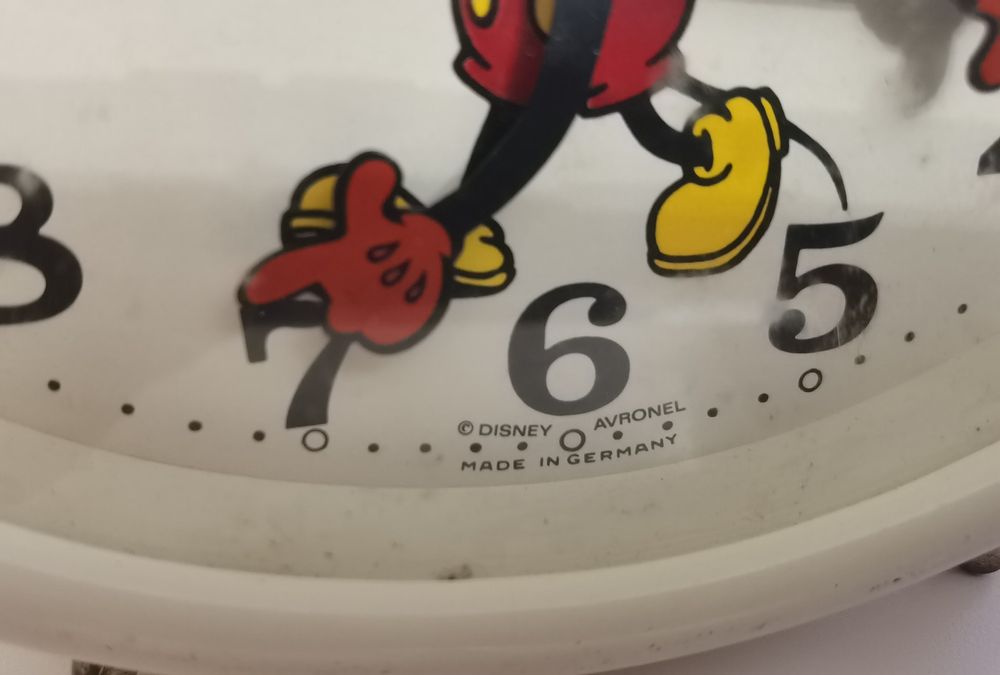 8 7 6 5
© DISNEY AVRONEL
MADE IN GERMANY